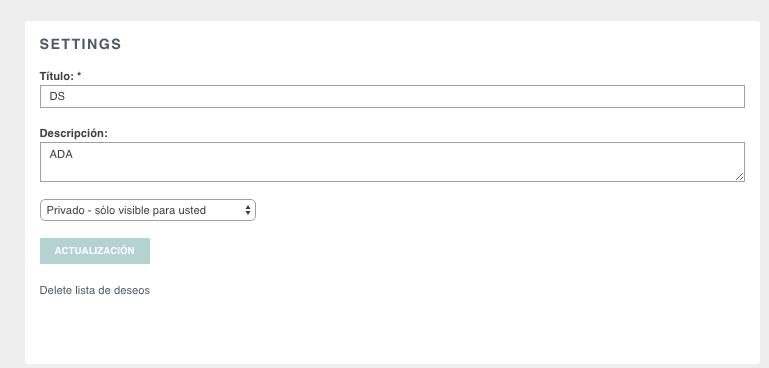 SETTINGS
Título: *
DS
Descripción:
ADA
Privado - sólo visible para usted
ACTUALIZACIÓN
Delete lista de deseos